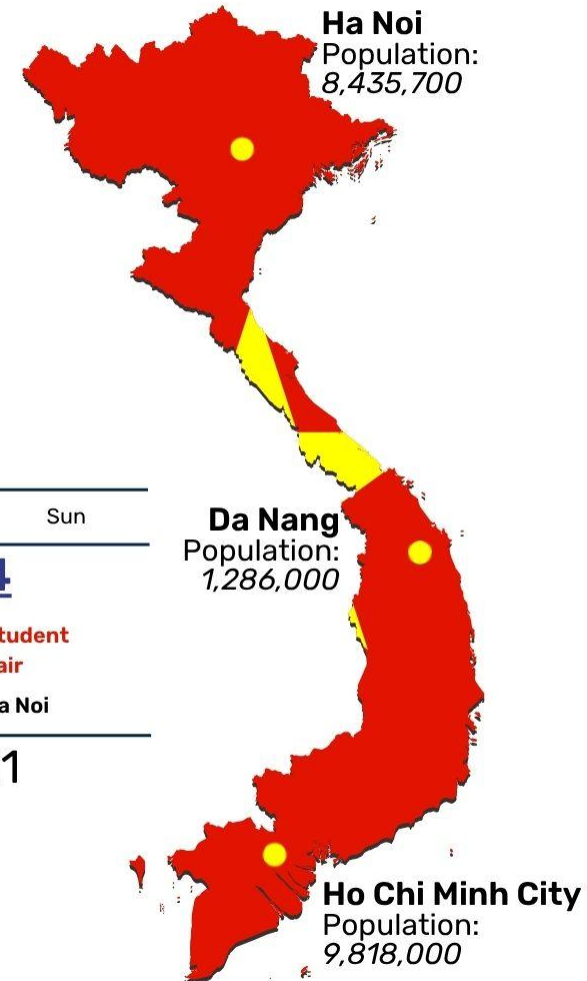 Ha Noi
Population:
8,435,700
Sun
4
tudent
air
a Noi
1
Da Nang
Population:
1,286,000
Ho Chi Minh City
Population:
9,818,000